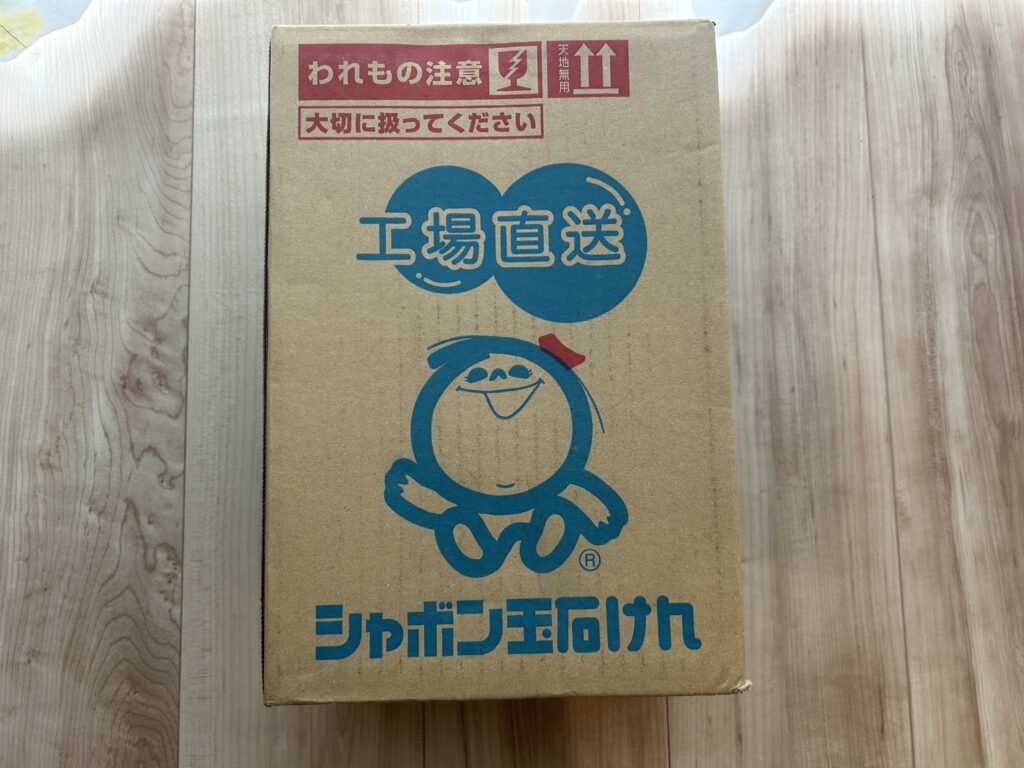 われもの注意
天地無用
大切に扱ってください
工場直送
®
シャボン玉石けん